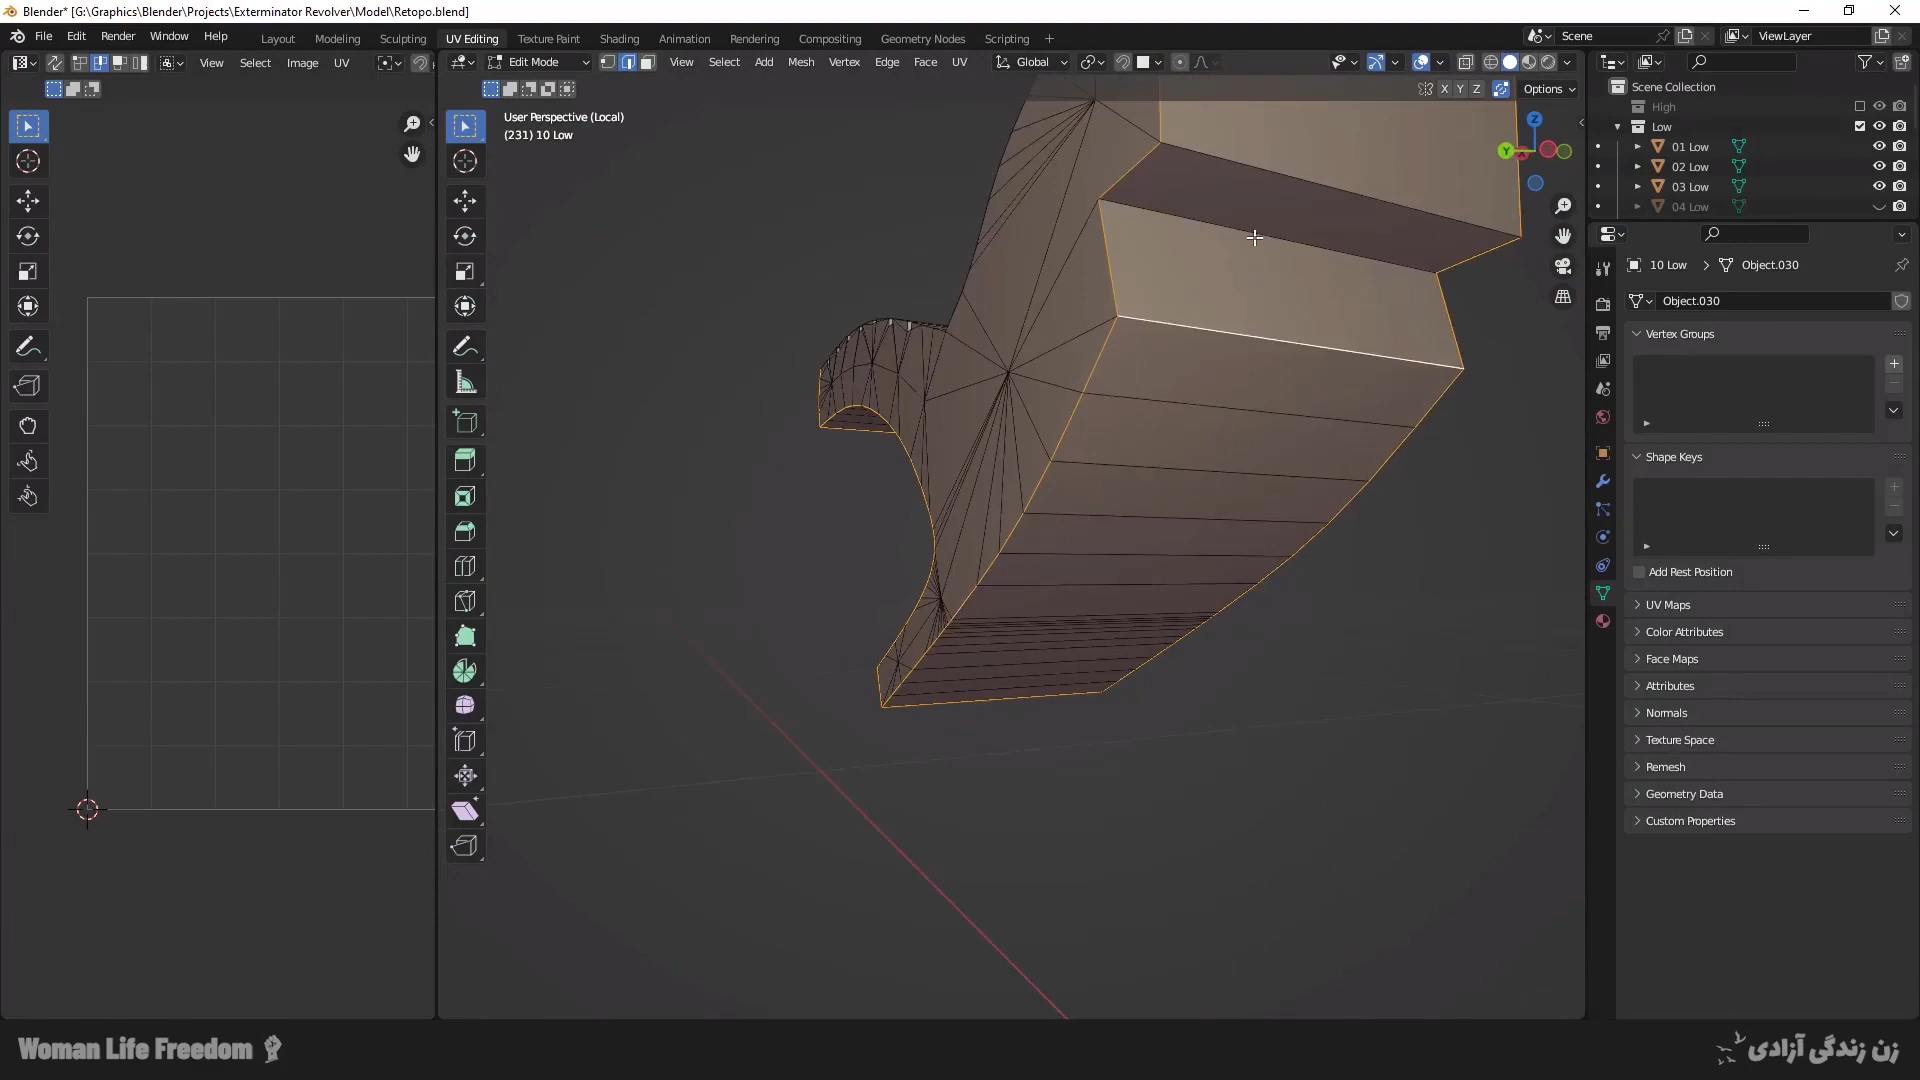 Blender* [G:\Graphics\Blender\Projects\Exterminator Revolver\Model\Retopo.blend]
File Edit Render Window Help Layout Modeling Sculpting UV Editing Texture Paint Shading Animation Rendering Compositing Geometry Nodes Scripting + Scene ViewLayer
View Select Image UV Edit Mode View Select Add Mesh Vertex Edge Face UV Global
X Y Z Options
Scene Collection
High
Low
01 Low
02 Low
03 Low
04 Low
User Perspective (Local)
(231) 10 Low
Z
Y
X
10 Low > Object.030
Object.030
Vertex Groups
Shape Keys
Add Rest Position
UV Maps
Color Attributes
Face Maps
Attributes
Normals
Texture Space
Remesh
Geometry Data
Custom Properties
Woman Life Freedom
زن زندگی آزادی